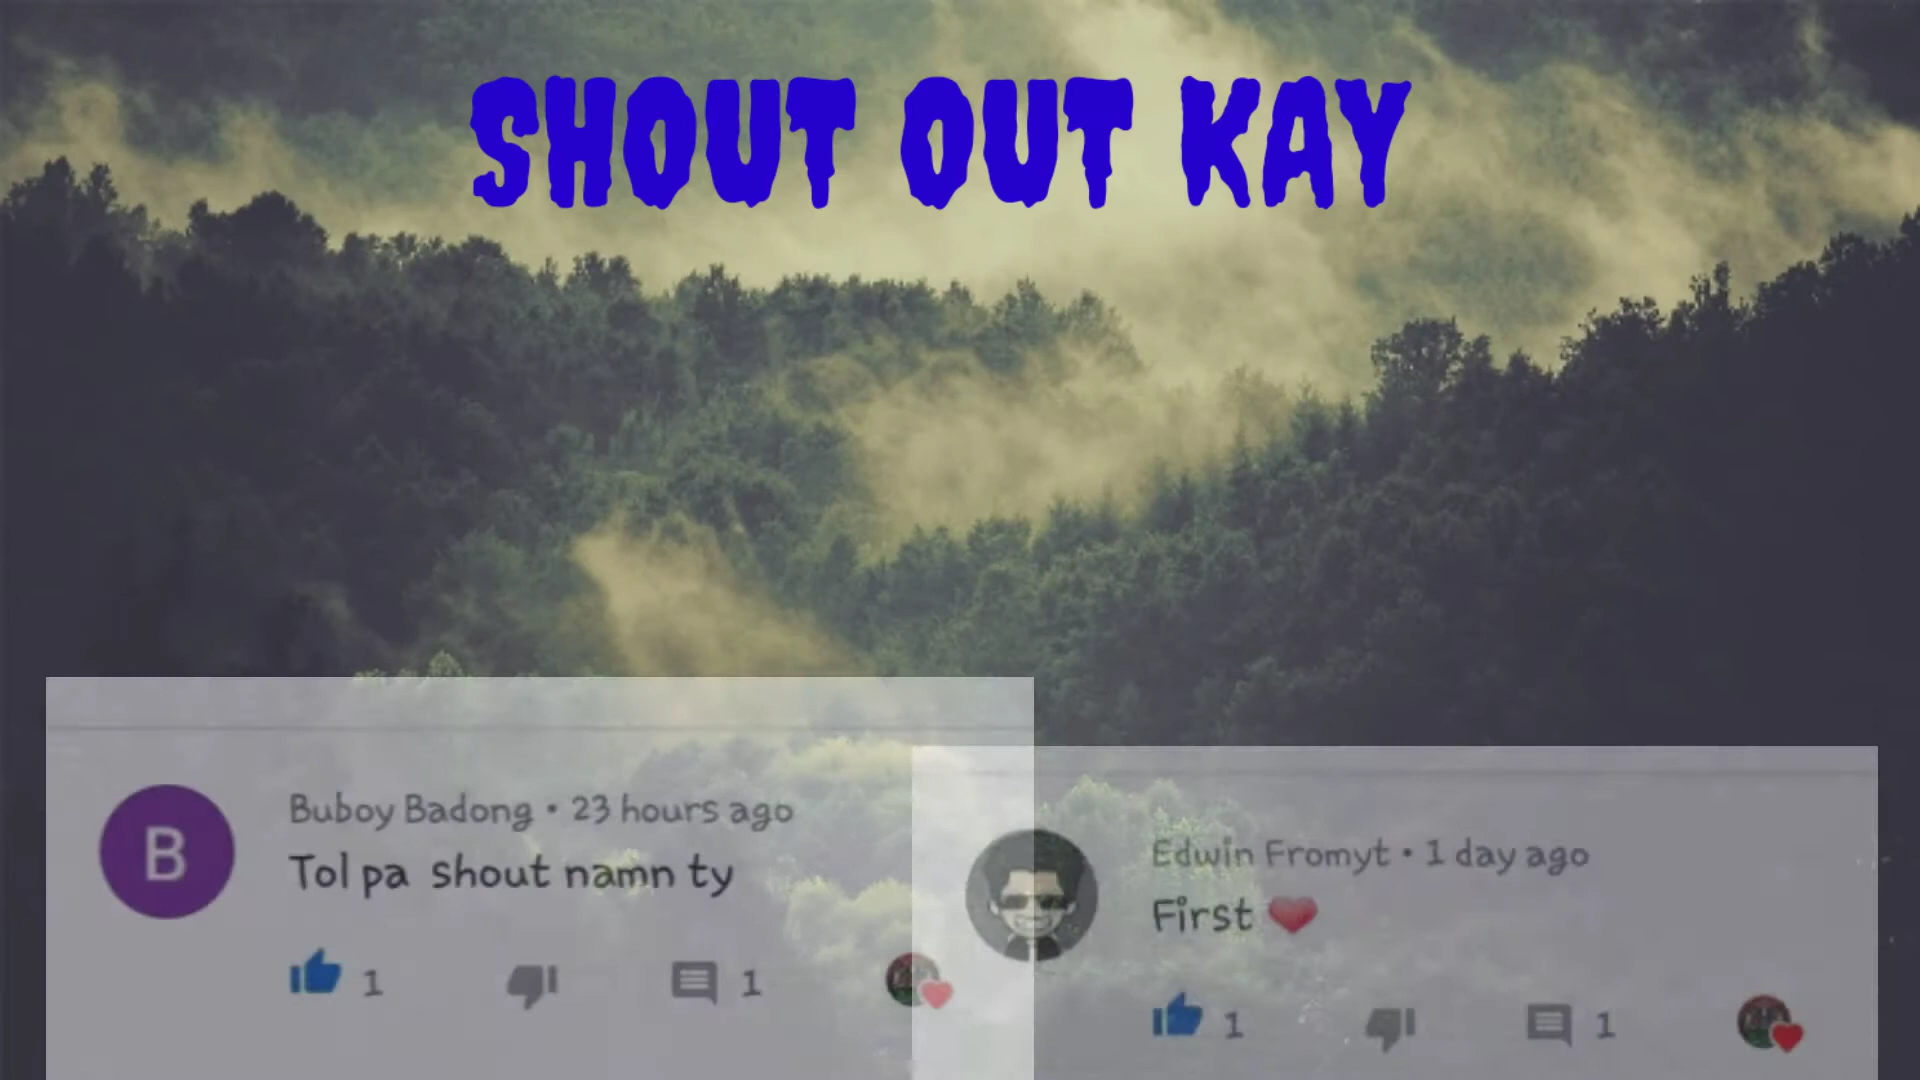 SHOUT OUT KAY
B
Buboy Badong • 23 hours ago
Tol pa shout namn ty
1
1
Edwin Fromyt • 1 day ago
First ❤
1
1